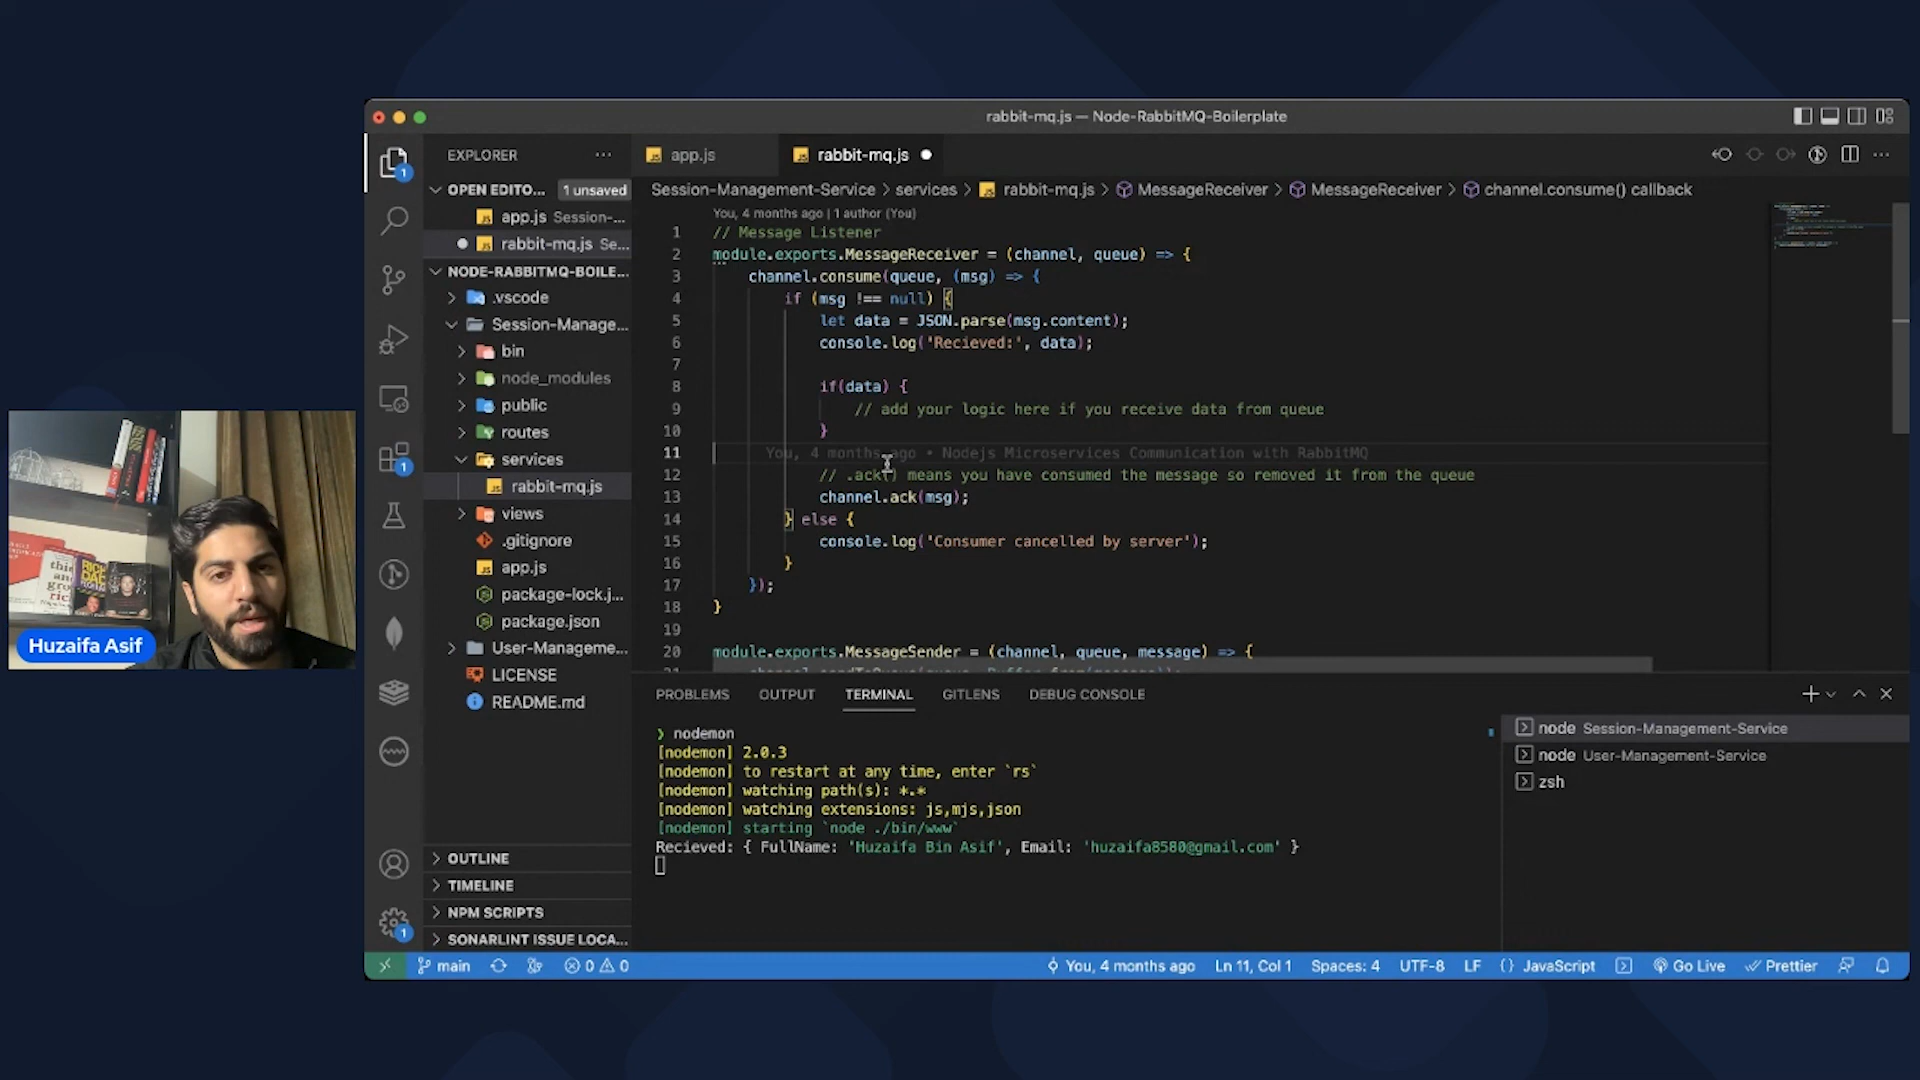 rabbit-mq.js — Node-RabbitMQ-Boilerplate
EXPLORER
OPEN EDITO... 1 unsaved
app.js Session-...
rabbit-mq.js Se...
NODE-RABBITMQ-BOILE...
.vscode
Session-Manage...
bin
node_modules
public
routes
services
rabbit-mq.js
views
.gitignore
app.js
package-lock.j...
package.json
User-Manageme...
LICENSE
README.md
OUTLINE
TIMELINE
NPM SCRIPTS
SONARLINT ISSUE LOCA...
app.js rabbit-mq.js
Session-Management-Service > services > rabbit-mq.js > MessageReceiver > MessageReceiver > channel.consume() callback
You, 4 months ago | 1 author (You)
1 // Message Listener
2 module.exports.MessageReceiver = (channel, queue) => {
3 channel.consume(queue, (msg) => {
4 if (msg !== null) {
5 let data = JSON.parse(msg.content);
6 console.log('Recieved:', data);
7
8 if(data) {
9 // add your logic here if you receive data from queue
10 }
11 You, 4 months ago • Nodejs Microservices Communication with RabbitMQ
12 // .ack() means you have consumed the message so removed it from the queue
13 channel.ack(msg);
14 } else {
15 console.log('Consumer cancelled by server');
16 }
17 });
18 }
19
20 module.exports.MessageSender = (channel, queue, message) => {
PROBLEMS OUTPUT TERMINAL GITLENS DEBUG CONSOLE
❯ nodemon
[nodemon] 2.0.3
[nodemon] to restart at any time, enter `rs`
[nodemon] watching path(s): *.*
[nodemon] watching extensions: js,mjs,json
[nodemon] starting `node ./bin/www`
Recieved: { FullName: 'Huzaifa Bin Asif', Email: 'huzaifa8580@gmail.com' }
node Session-Management-Service
node User-Management-Service
zsh
main 0 0 You, 4 months ago Ln 11, Col 1 Spaces: 4 UTF-8 LF {} JavaScript Go Live Prettier
Huzaifa Asif
RICH
DAD